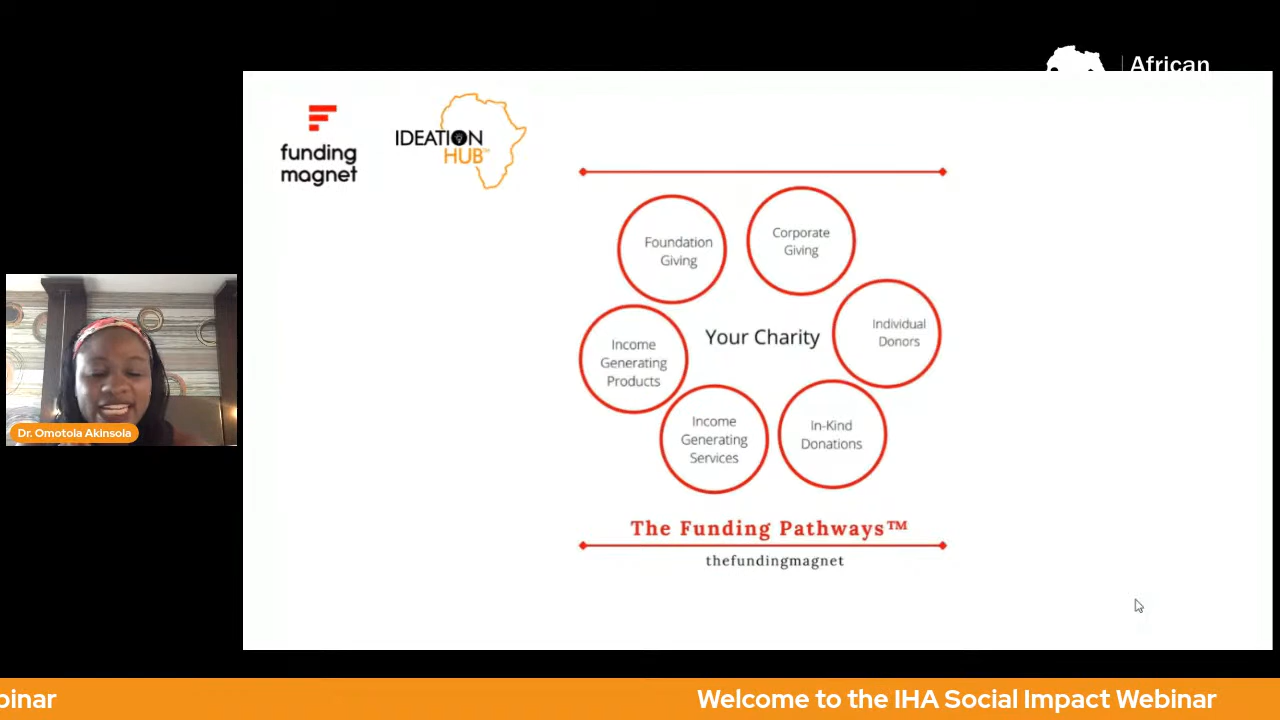 African
funding
magnet
IDEATION
HUB™
Foundation
Giving
Corporate
Giving
Individual
Donors
Income
Generating
Products
Your Charity
Income
Generating
Services
In-Kind
Donations
The Funding Pathways™
thefundingmagnet
Dr. Omotola Akinsola
binar
Welcome to the IHA Social Impact Webinar